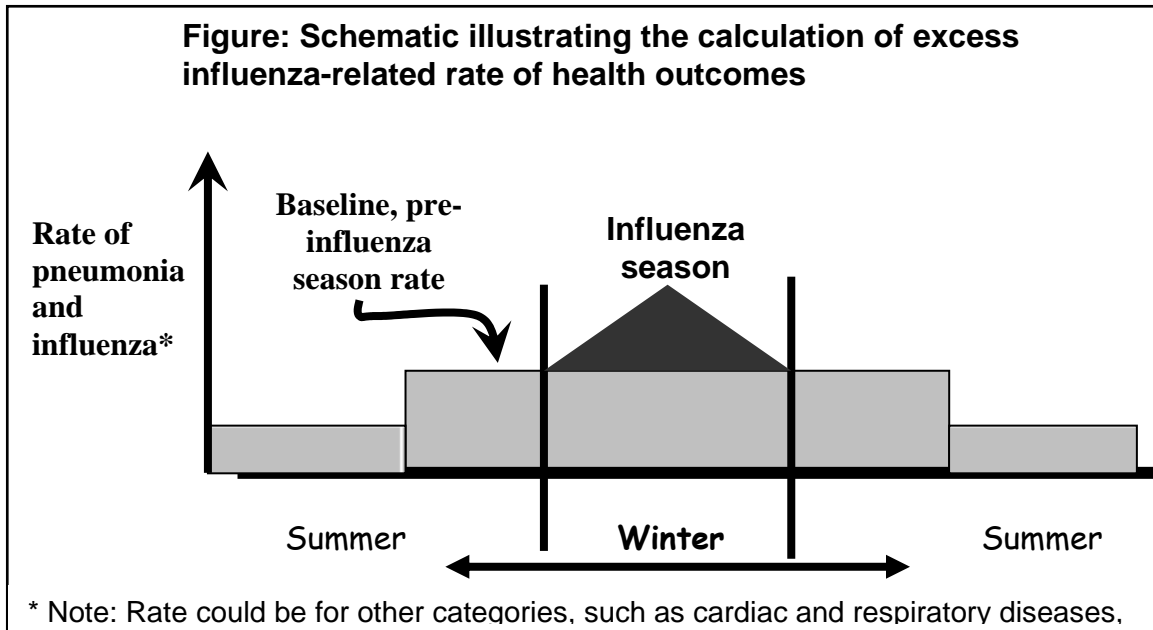 Figure: Schematic illustrating the calculation of excess
influenza-related rate of health outcomes
Rate of
pneumonia
and
influenza*
Baseline, pre-
influenza
season rate
Influenza
season
Summer
Winter
Summer
* Note: Rate could be for other categories, such as cardiac and respiratory diseases,